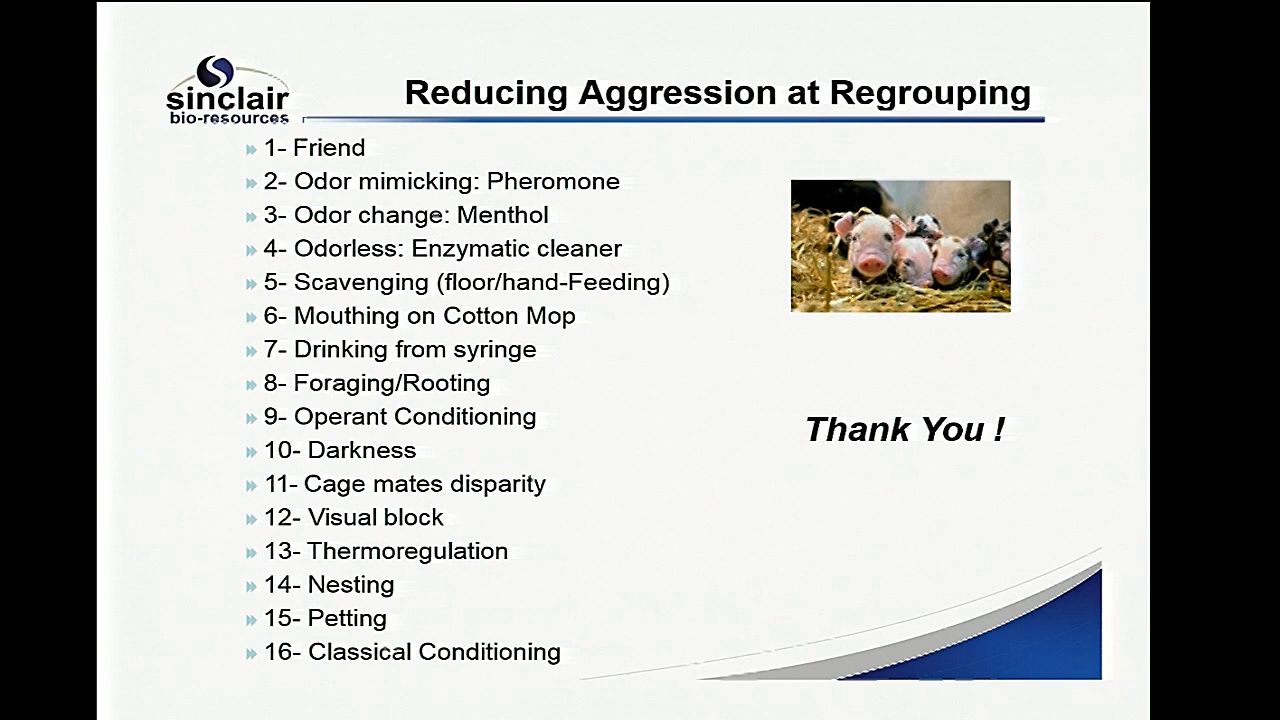 sinclair
bio-resources
Reducing Aggression at Regrouping
1- Friend
2- Odor mimicking: Pheromone
3- Odor change: Menthol
4- Odorless: Enzymatic cleaner
5- Scavenging (floor/hand-Feeding)
6- Mouthing on Cotton Mop
7- Drinking from syringe
8- Foraging/Rooting
9- Operant Conditioning
10- Darkness
11- Cage mates disparity
12- Visual block
13- Thermoregulation
14- Nesting
15- Petting
16- Classical Conditioning
Thank You !